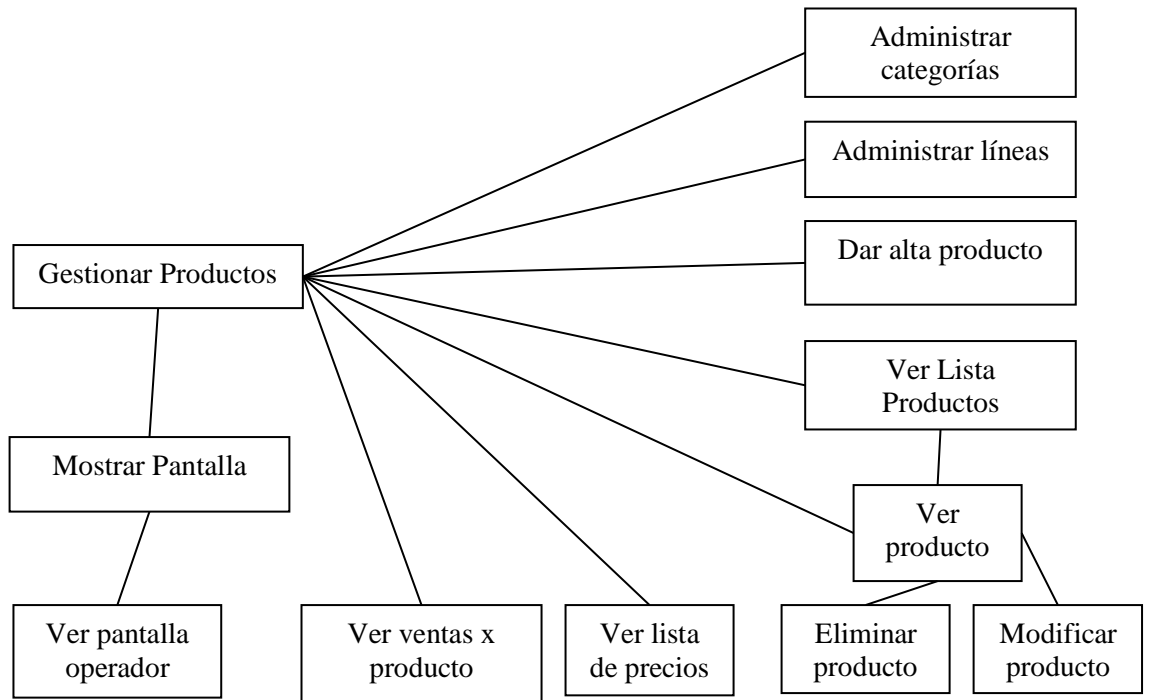 Administrar
categorías
Administrar líneas
Dar alta producto
Gestionar Productos
Ver Lista
Productos
Mostrar Pantalla
Ver
producto
Ver pantalla
operador
Ver ventas x
producto
Ver lista
de precios
Eliminar
producto
Modificar
producto